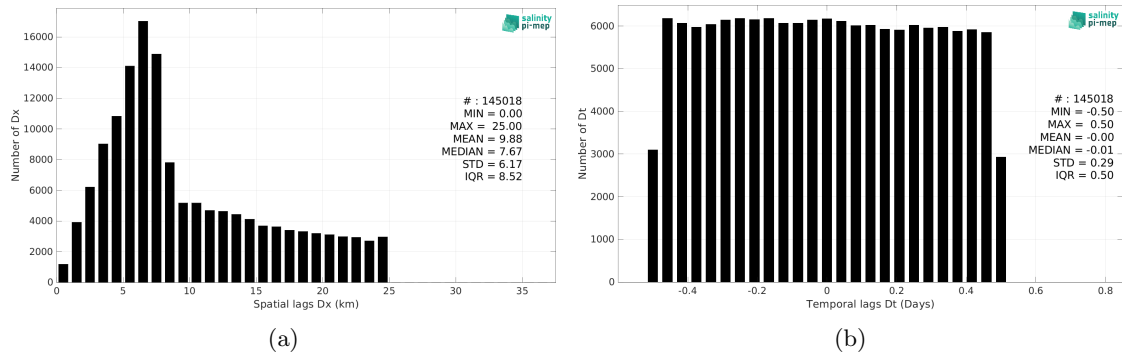 salinity
pi-mep
16000
14000
12000
10000
8000
6000
4000
2000
0
Number of Dx
# : 145018
MIN = 0.00
MAX = 25.00
MEAN = 9.88
MEDIAN = 7.67
STD = 6.17
IQR = 8.52
0 5 10 15 20 25 30 35
Spatial lags Dx (km)
(a)
salinity
pi-mep
6000
5000
4000
3000
2000
1000
0
Number of Dt
# : 145018
MIN = -0.50
MAX = 0.50
MEAN = -0.00
MEDIAN = -0.01
STD = 0.29
IQR = 0.50
-0.4 -0.2 0 0.2 0.4 0.6 0.8
Temporal lags Dt (Days)
(b)